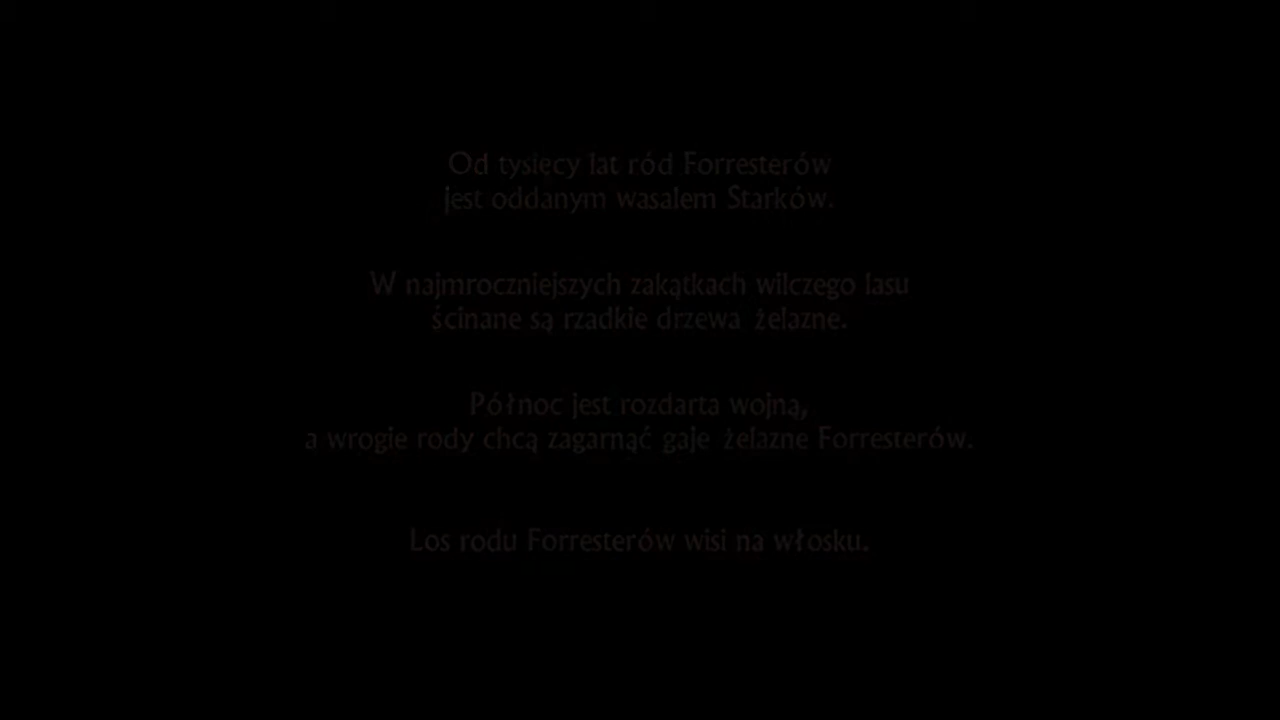 Od tysięcy lat ród Forresterów
jest oddanym wasalem Starków.
W najmroczniejszych zakątkach wilczego lasu
ścinane są rzadkie drzewa żelazne.
Północ jest rozdarta wojną,
a wrogie rody chcą zagarnąć gaje żelazne Forresterów.
Los rodu Forresterów wisi na włosku.